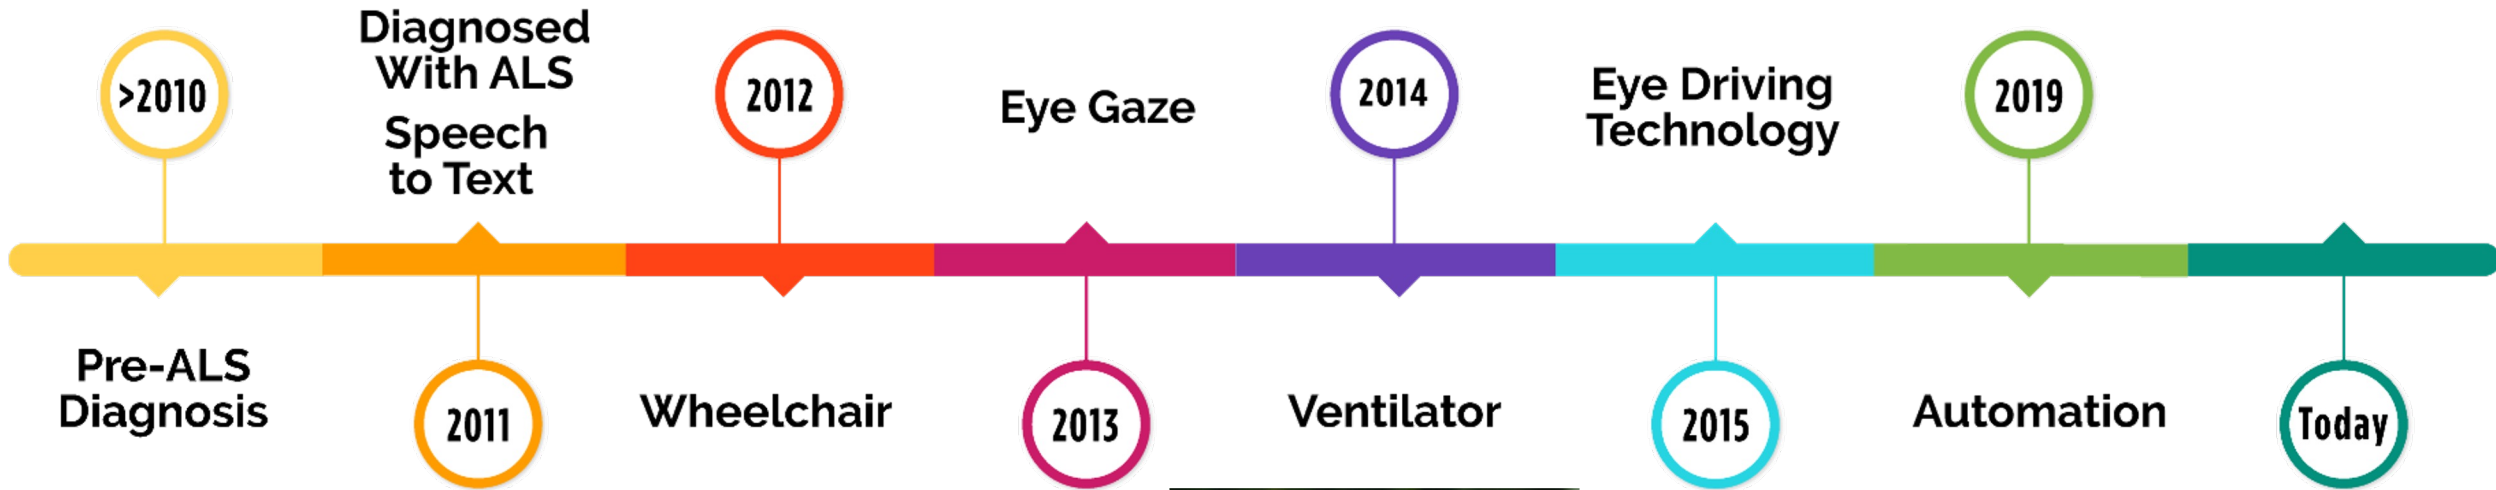 >2010
Pre-ALS
Diagnosis
Diagnosed
With ALS
Speech
to Text
2011
2012
Wheelchair
Eye Gaze
2013
2014
Ventilator
Eye Driving
Technology
2015
2019
Automation
Today